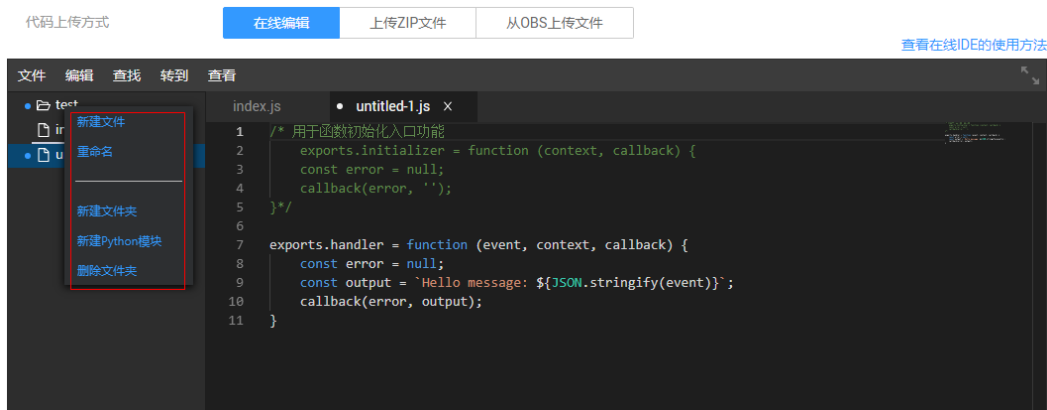 代码上传方式 在线编辑 上传ZIP文件 从OBS上传文件
查看在线IDE的使用方法
文件 编辑 查找 转到 查看
test
index.js untitled-1.js ×
新建文件
重命名
新建文件夹
新建Python模块
删除文件夹
1 /* 用于函数初始化入口功能
2 exports.initializer = function (context, callback) {
3 const error = null;
4 callback(error, '');
5 }*/
6
7 exports.handler = function (event, context, callback) {
8 const error = null;
9 const output = `Hello message: ${JSON.stringify(event)}`;
10 callback(error, output);
11 }